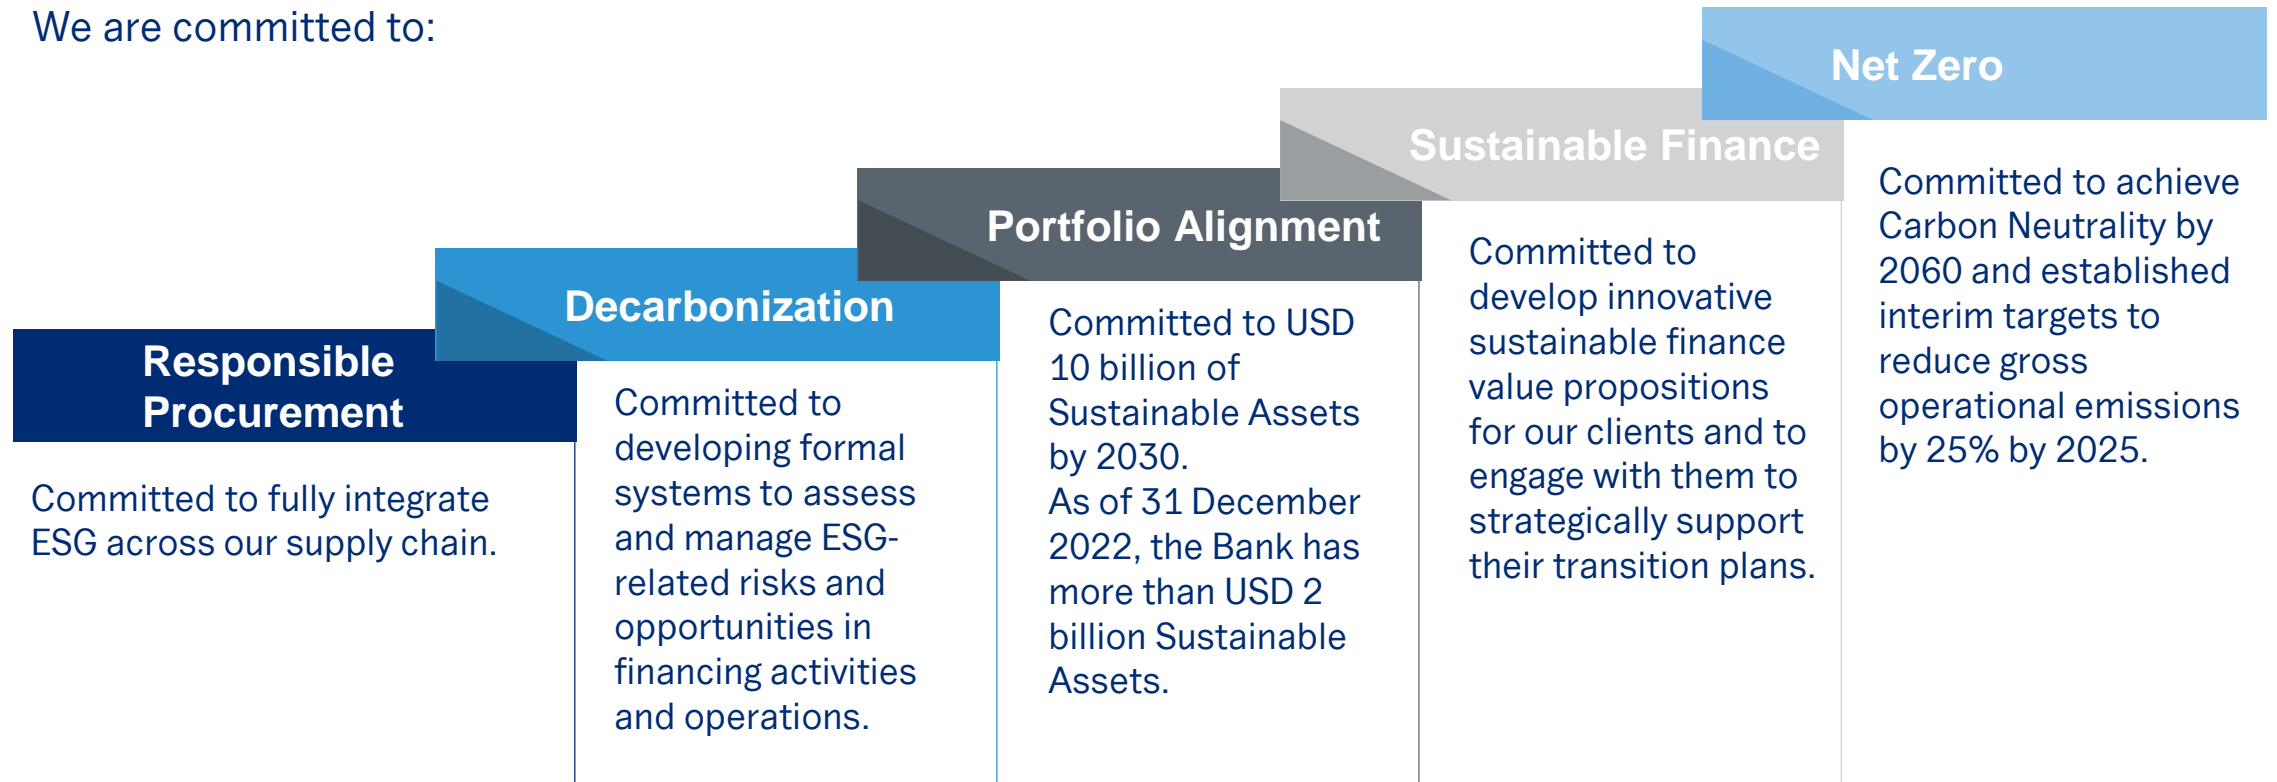 We are committed to:
Responsible
Procurement
Committed to fully integrate
ESG across our supply chain.
Decarbonization
Committed to
developing formal
systems to assess
and manage ESG-
related risks and
opportunities in
financing activities
and operations.
Portfolio Alignment
Committed to USD
10 billion of
Sustainable Assets
by 2030.
As of 31 December
2022, the Bank has
more than USD 2
billion Sustainable
Assets.
Sustainable Finance
Committed to
develop innovative
sustainable finance
value propositions
for our clients and to
engage with them to
strategically support
their transition plans.
Net Zero
Committed to achieve
Carbon Neutrality by
2060 and established
interim targets to
reduce gross
operational emissions
by 25% by 2025.